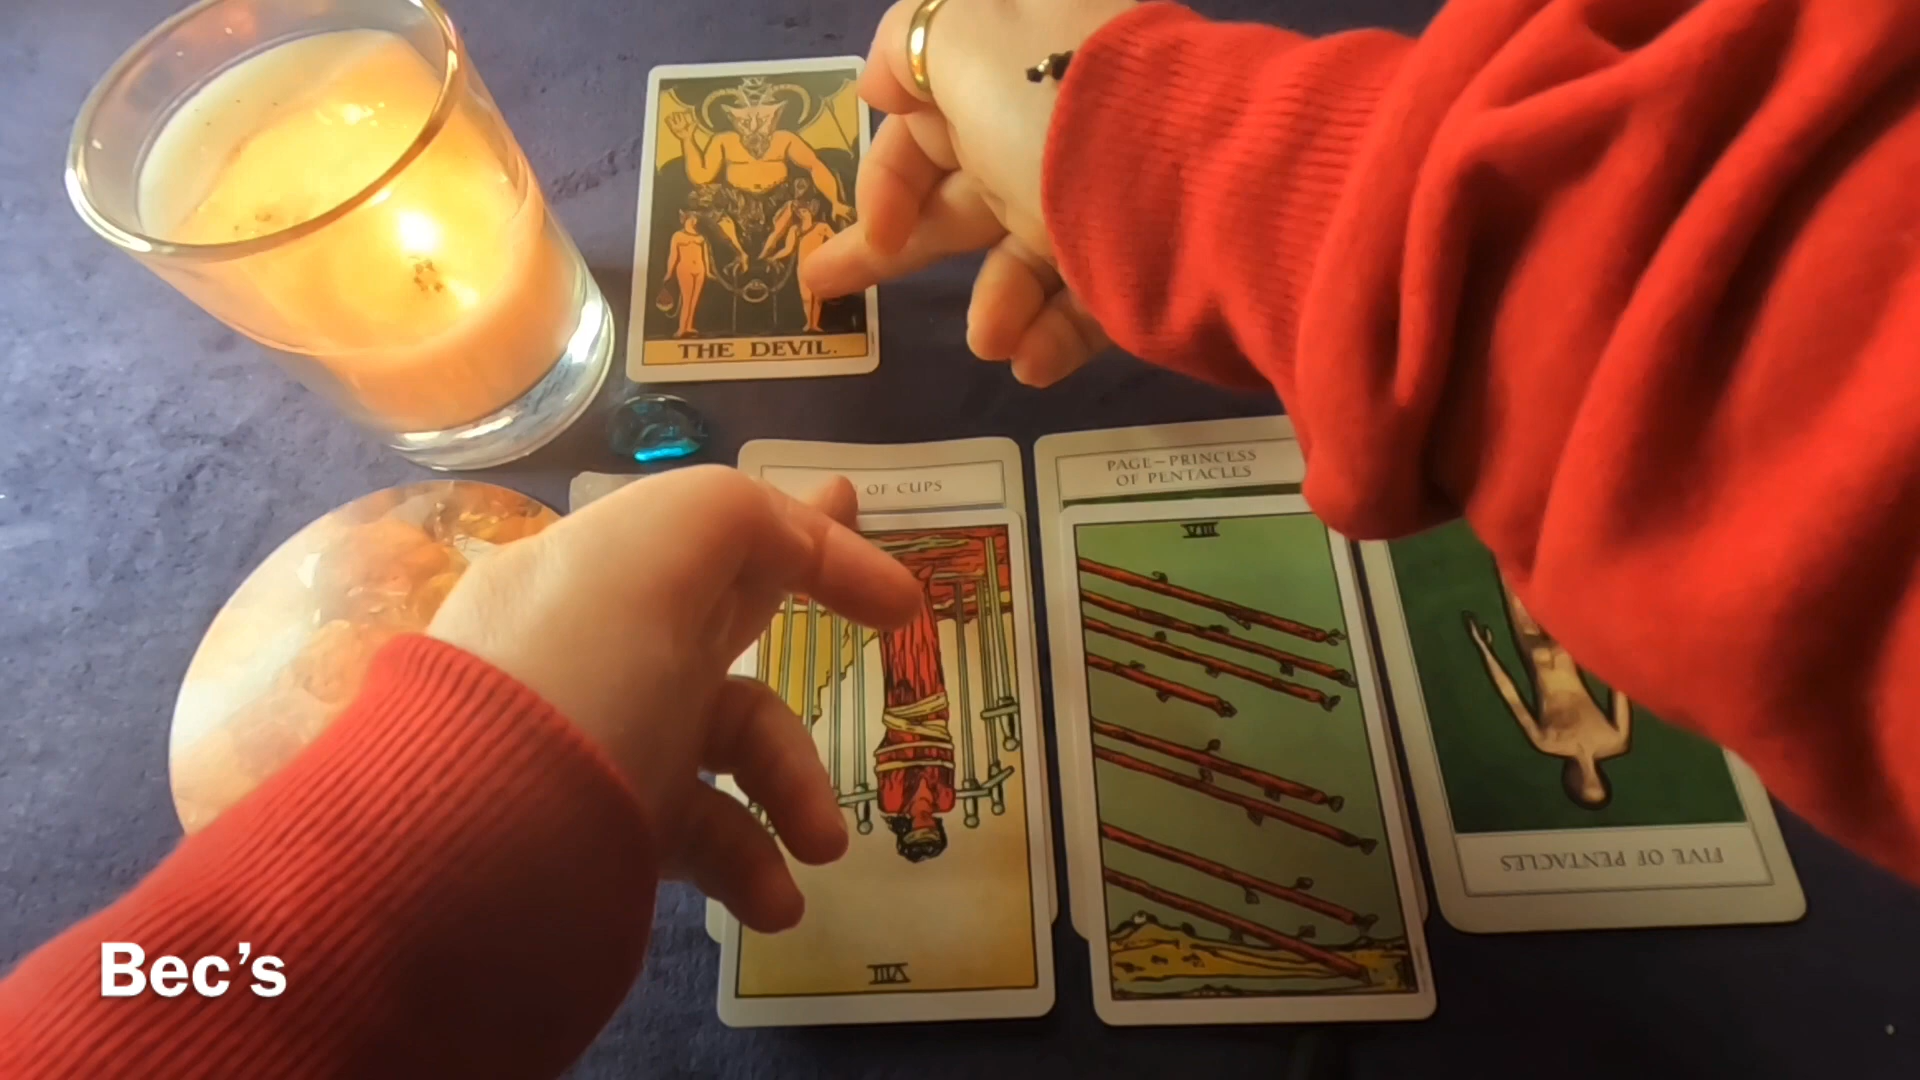 XV
THE DEVIL.
OF CUPS
PAGE–PRINCESS
OF PENTACLES
VIII
FIVE OF PENTACLES
VIII
Bec’s